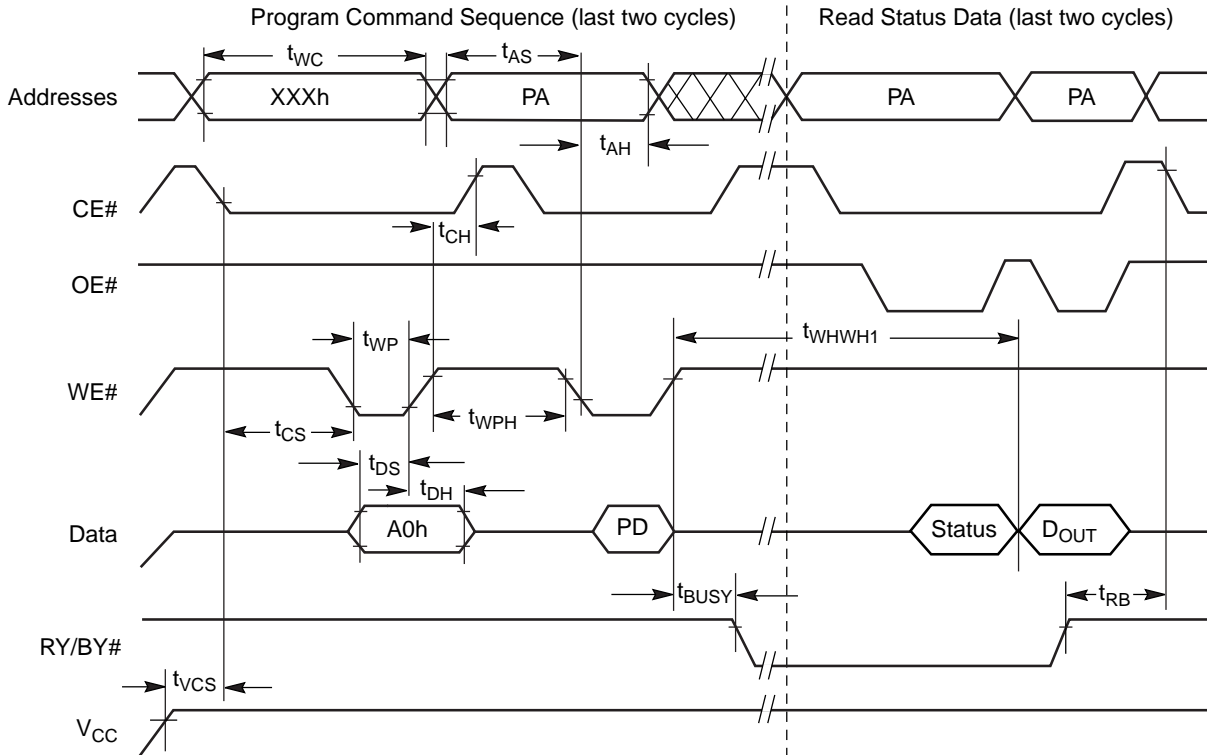 Program Command Sequence (last two cycles)
Read Status Data (last two cycles)
tWC
tAS
Addresses
XXXh
PA
PA
PA
tAH
CE#
tCH
OE#
tWP
tWHWH1
WE#
tWPH
tCS
tDS
tDH
Data
A0h
PD
Status
DOUT
tBUSY
tRB
RY/BY#
tVCS
VCC